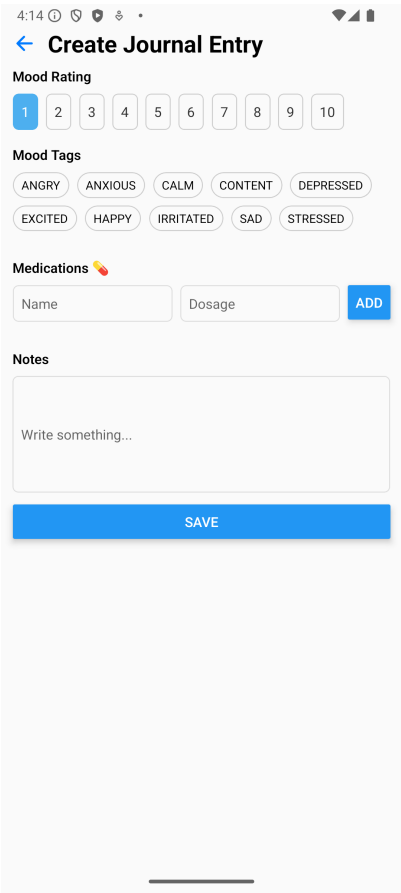 4:14
Create Journal Entry
Mood Rating
1 2 3 4 5 6 7 8 9 10
Mood Tags
ANGRY ANXIOUS CALM CONTENT DEPRESSED
EXCITED HAPPY IRRITATED SAD STRESSED
Medications 💊
Name Dosage ADD
Notes
Write something...
SAVE